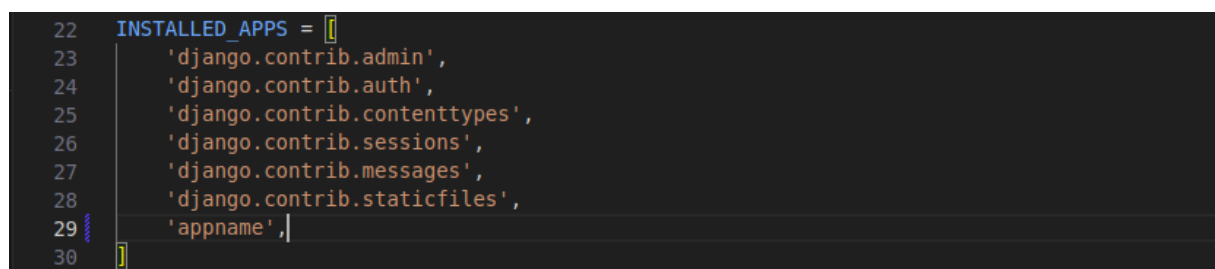 22 INSTALLED_APPS = [
23     'django.contrib.admin',
24     'django.contrib.auth',
25     'django.contrib.contenttypes',
26     'django.contrib.sessions',
27     'django.contrib.messages',
28     'django.contrib.staticfiles',
29     'appname',
30 ]